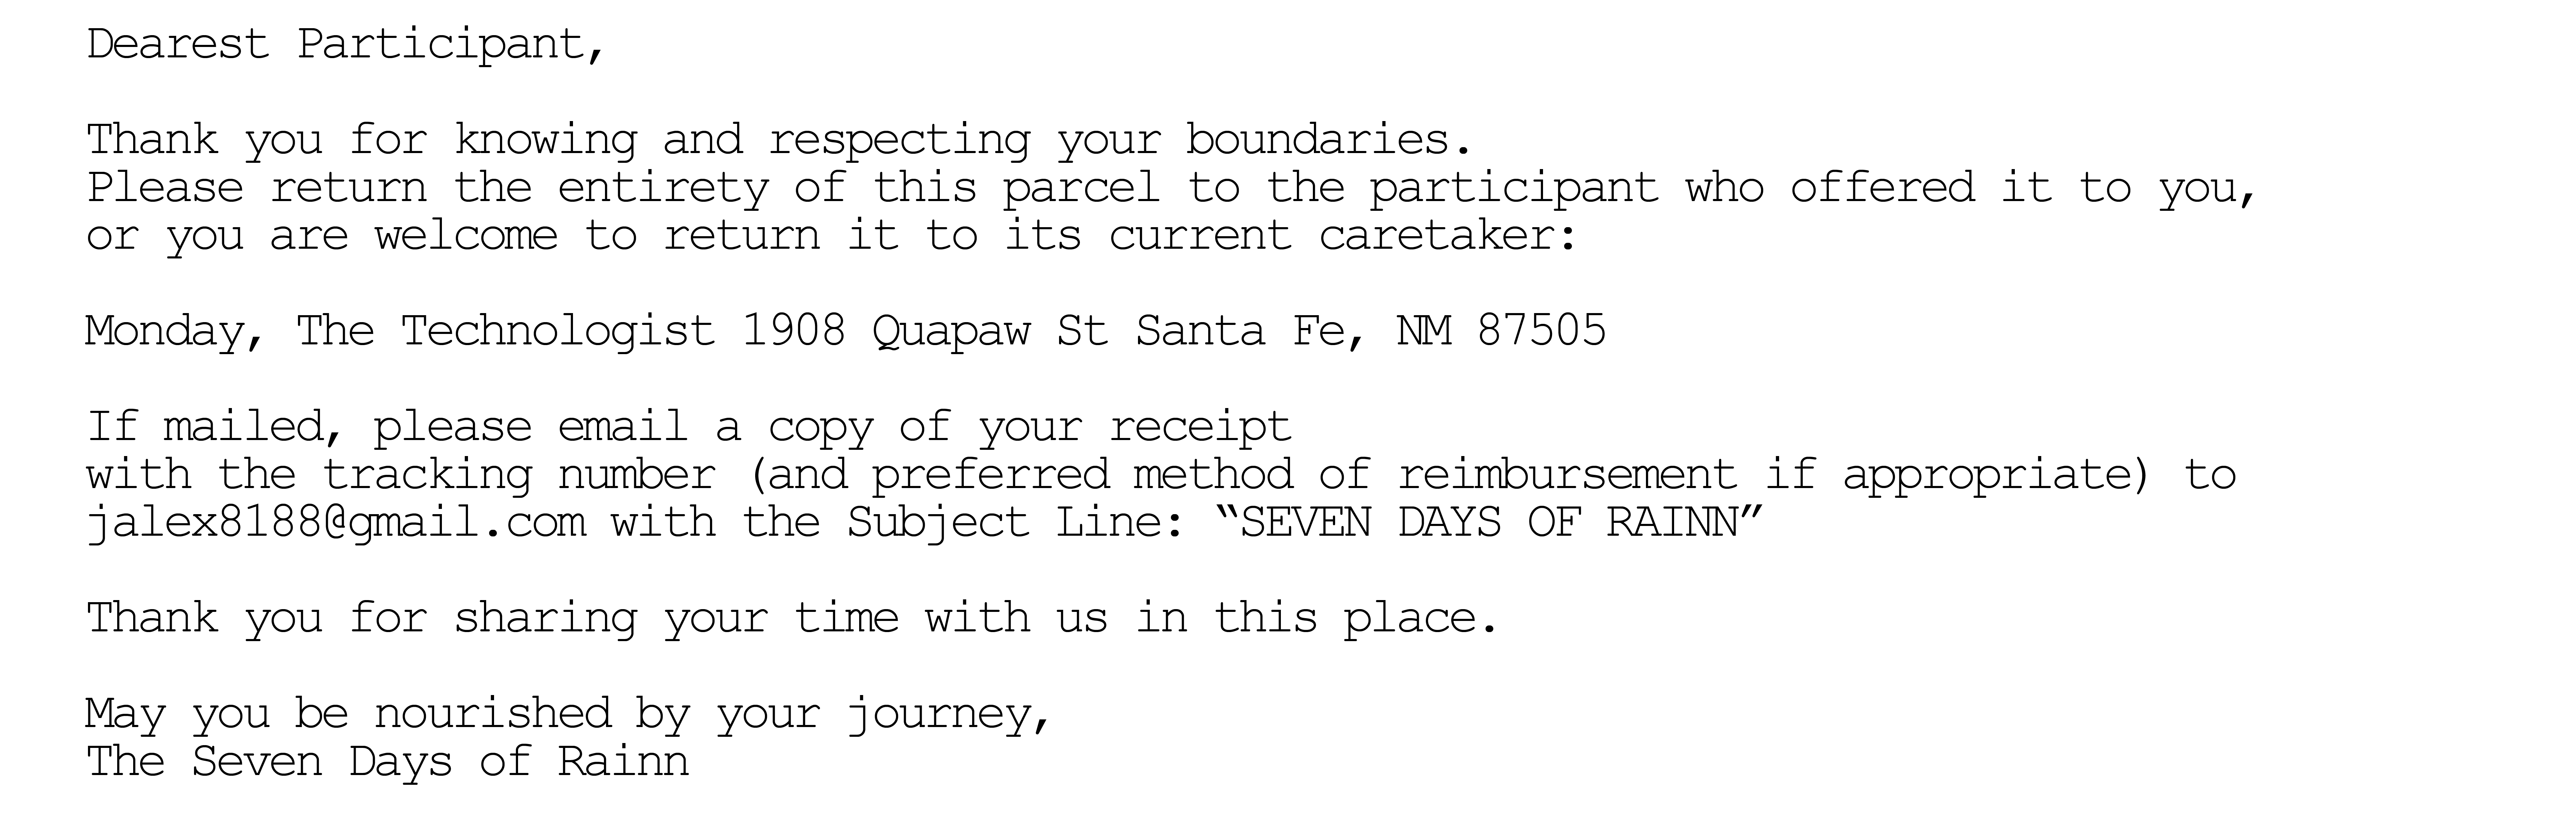 Dearest Participant,
Thank you for knowing and respecting your boundaries.
Please return the entirety of this parcel to the participant who offered it to you,
or you are welcome to return it to its current caretaker:
Monday, The Technologist 1908 Quapaw St Santa Fe, NM 87505
If mailed, please email a copy of your receipt
with the tracking number (and preferred method of reimbursement if appropriate) to
jalex8188@gmail.com with the Subject Line: “SEVEN DAYS OF RAINN”
Thank you for sharing your time with us in this place.
May you be nourished by your journey,
The Seven Days of Rainn